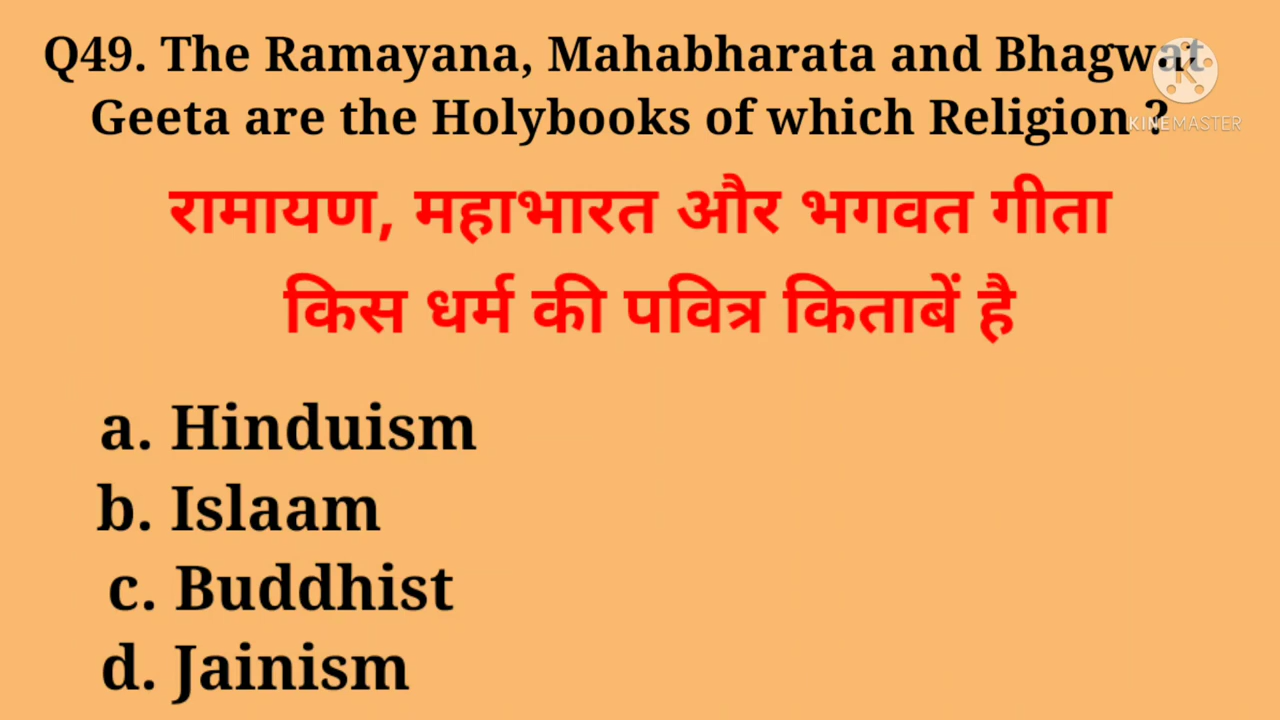 Q49. The Ramayana, Mahabharata and Bhagwat
Geeta are the Holybooks of which Religion ?
KINEMASTER
रामायण, महाभारत और भगवत गीता
किस धर्म की पवित्र किताबें है
a. Hinduism
b. Islaam
c. Buddhist
d. Jainism